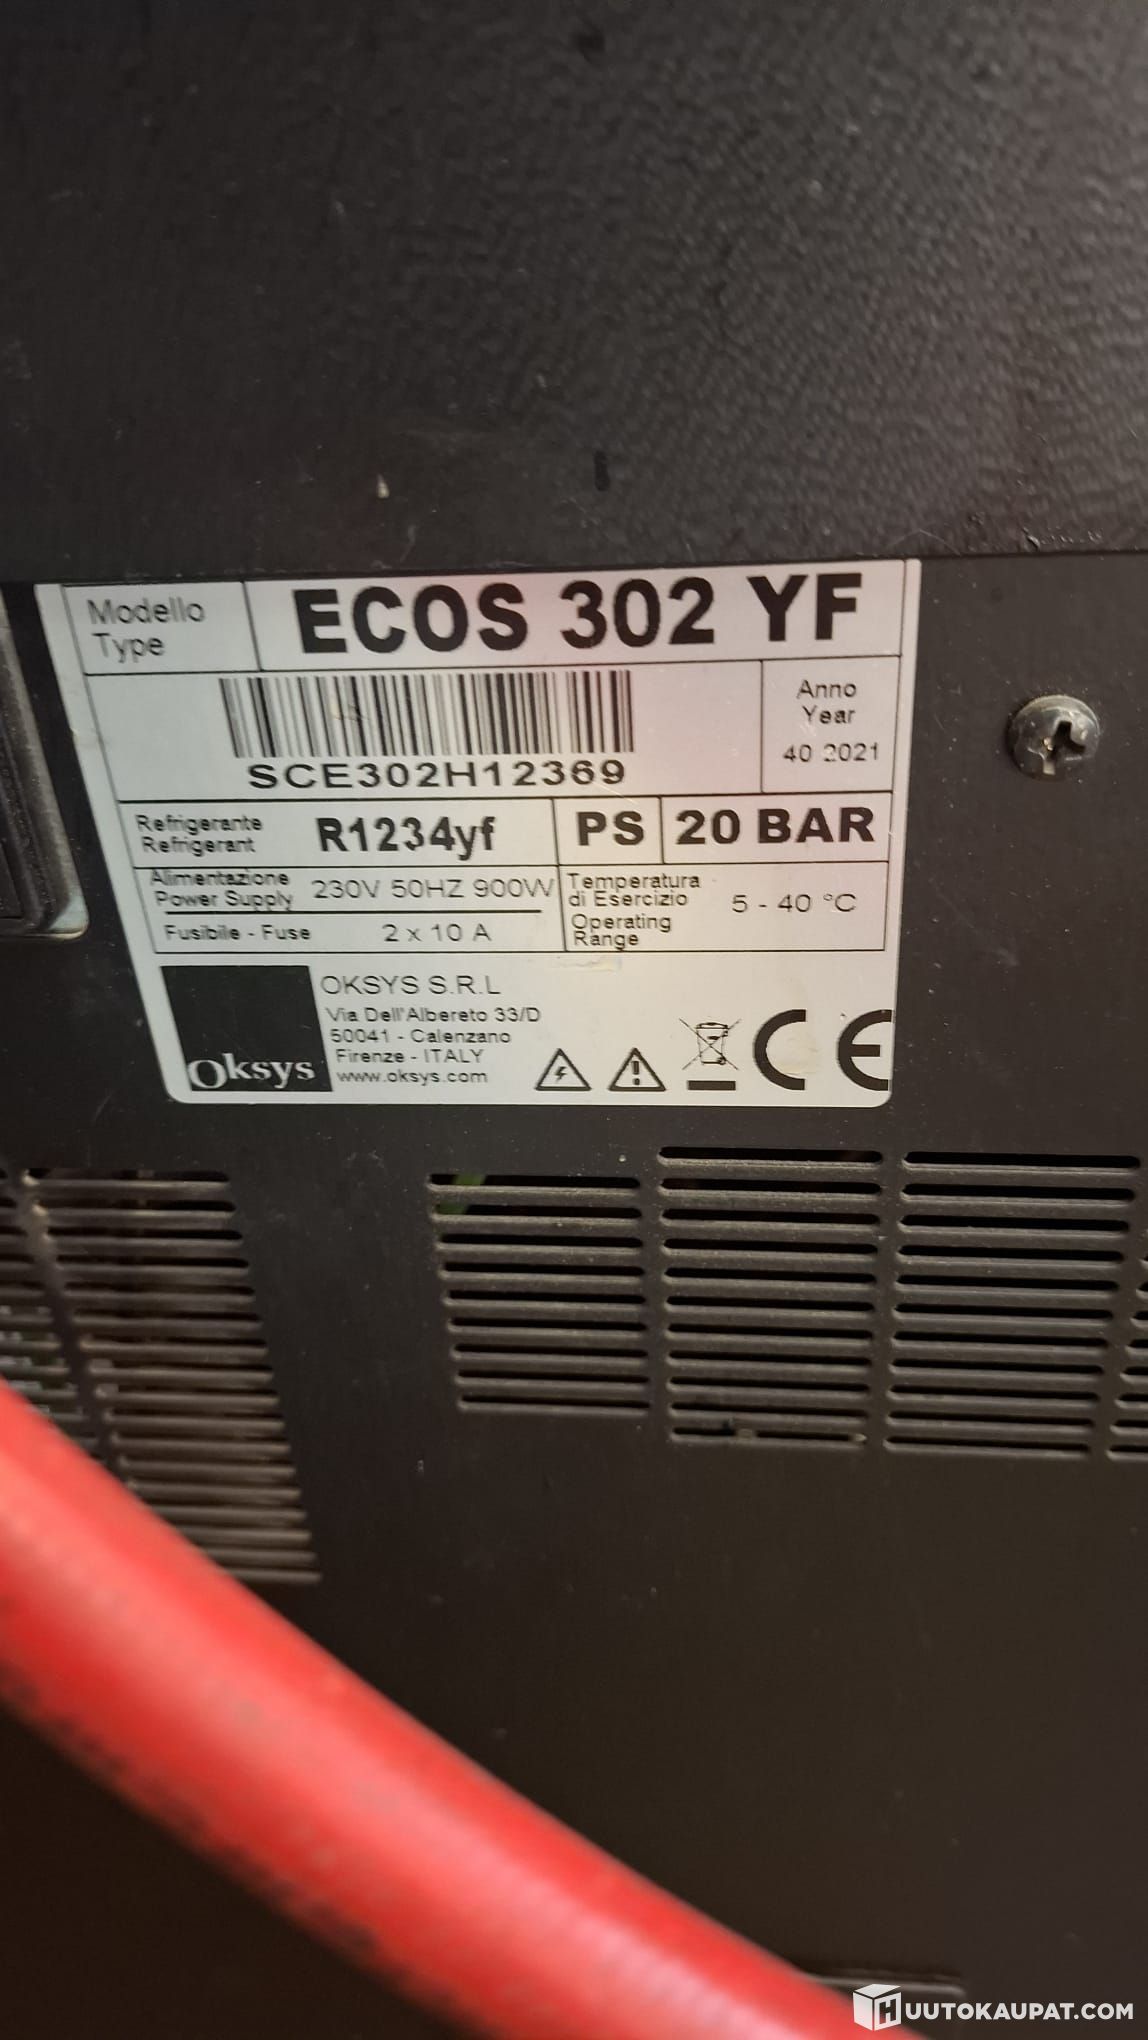 Modello
Type
ECOS 302 YF
SCE302H12369
Anno
Year
40 2021
Refrigerante
Refrigerant
R1234yf
PS
20 BAR
Alimentazione
Power Supply
230V 50HZ 900W
Fusibile - Fuse
2 x 10 A
Temperatura
di Esercizio
Operating
Range
5 - 40 °C
Oksys
OKSYS S.R.L
Via Dell'Albereto 33/D
50041 - Calenzano
Firenze - ITALY
www.oksys.com
CE
HUUTOKAUPAT.COM